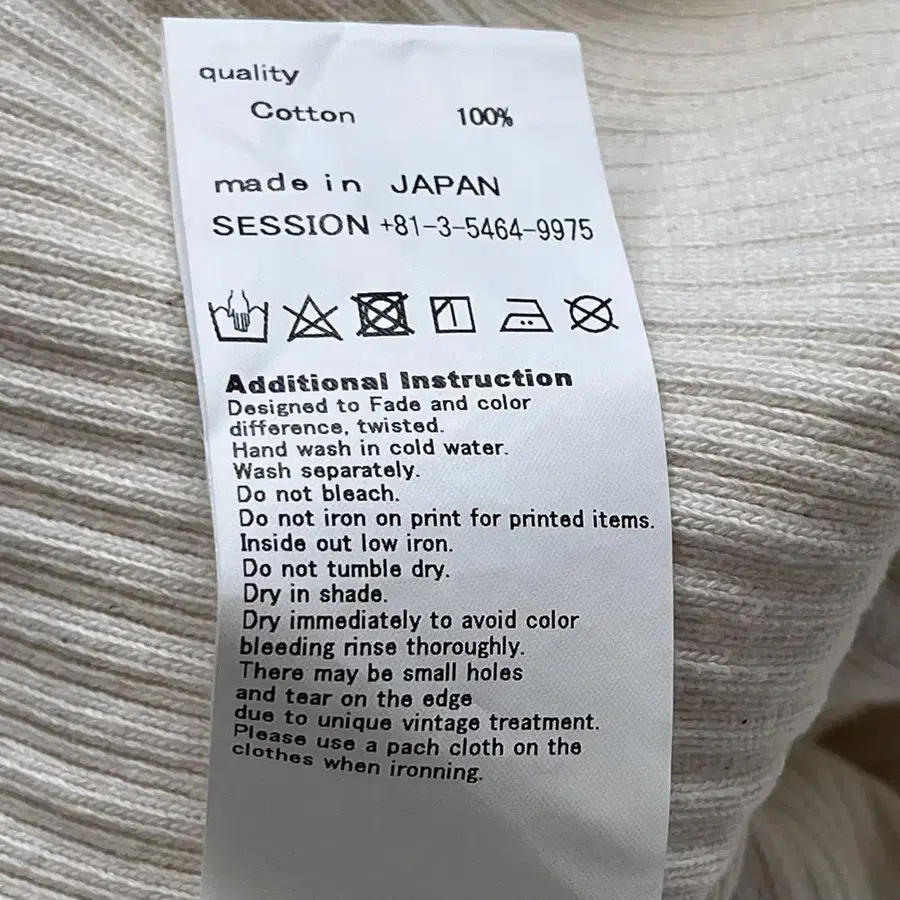 quality
Cotton 100%
made in JAPAN
SESSION +81-3-5464-9975
Additional Instruction
Designed to Fade and color
difference, twisted.
Hand wash in cold water.
Wash separately.
Do not bleach.
Do not iron on print for printed items.
Inside out low iron.
Do not tumble dry.
Dry in shade.
Dry immediately to avoid color
bleeding rinse thoroughly.
There may be small holes
and tear on the edge
due to unique vintage treatment.
Please use a pach cloth on the
clothes when ironning.